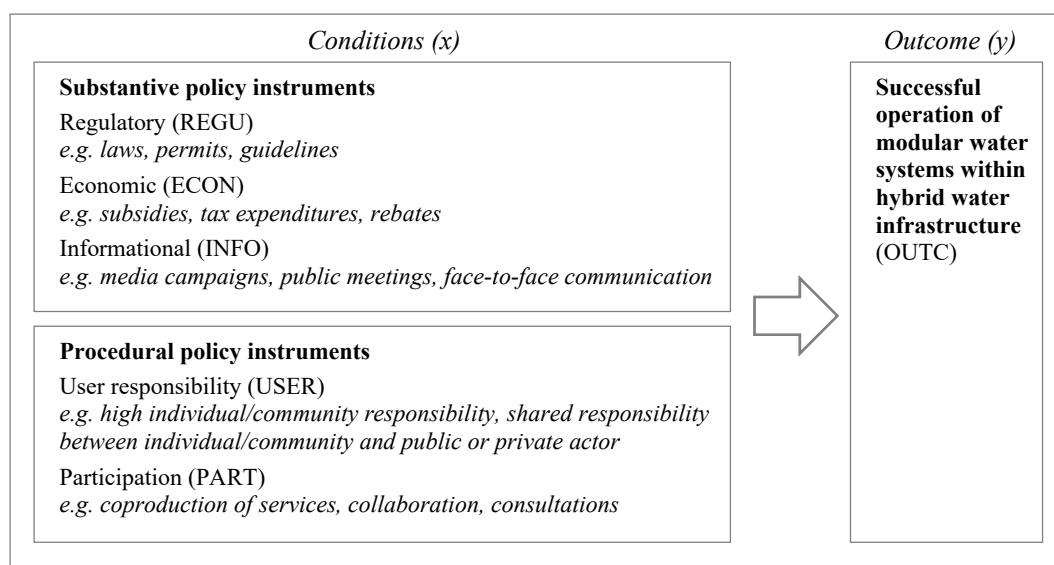 Conditions (x)
Outcome (y)
Substantive policy instruments
Regulatory (REGU)
e.g. laws, permits, guidelines
Economic (ECON)
e.g. subsidies, tax expenditures, rebates
Informational (INFO)
e.g. media campaigns, public meetings, face-to-face communication
Procedural policy instruments
User responsibility (USER)
e.g. high individual/community responsibility, shared responsibility
between individual/community and public or private actor
Participation (PART)
e.g. coproduction of services, collaboration, consultations
Successful
operation of
modular water
systems within
hybrid water
infrastructure
(OUTC)